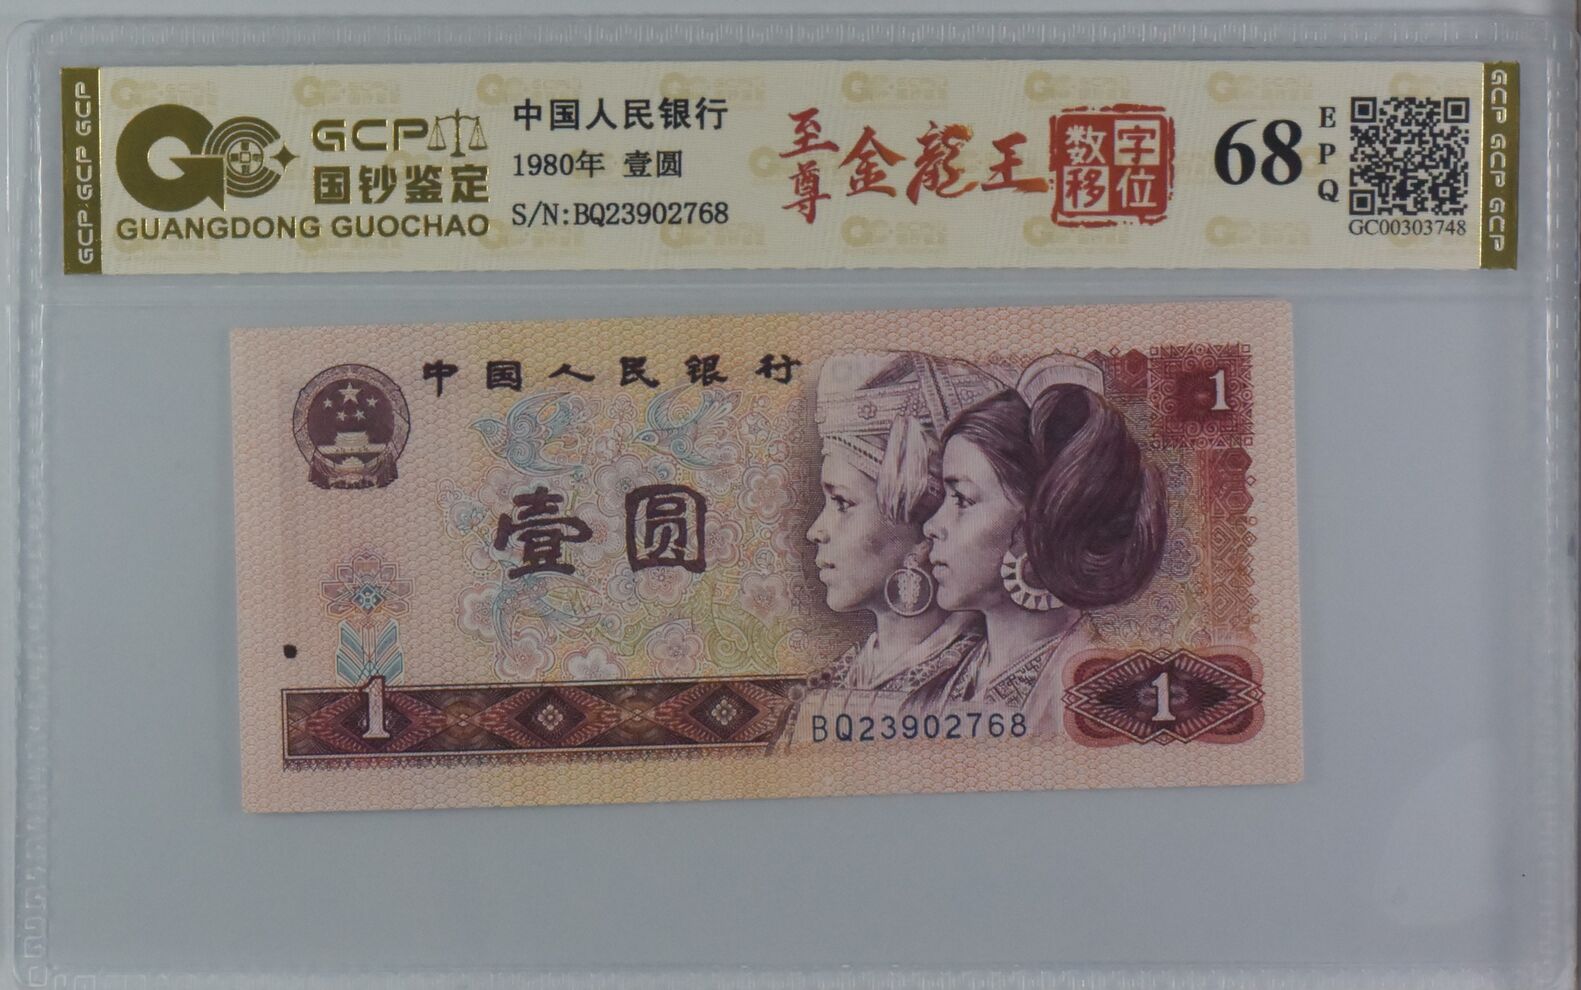 GCP
国钞鉴定
GUANGDONG GUOCHAO
中国人民银行
1980年 壹圆
S/N:BQ23902768
至尊
金龍王
数字
移位
68
EPQ
GC00303748
GCP GCP GCP
GCP GCP GCP
中国人民银行
1
壹圆
1
BQ23902768
1